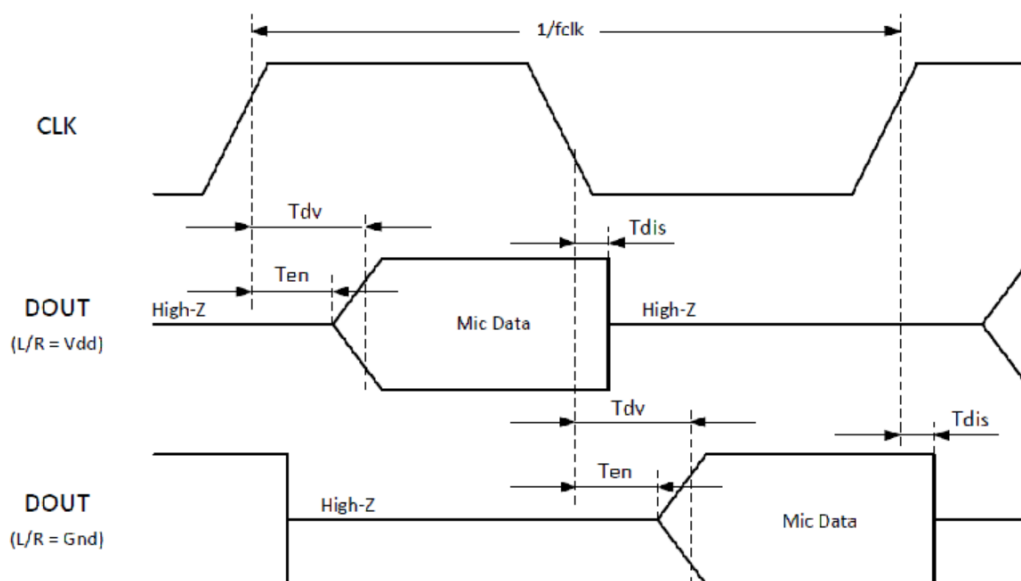 1/fclk
CLK
Tdv
Tdis
Ten
DOUT
(L/R = Vdd)
High-Z
Mic Data
High-Z
Tdv
Tdis
Ten
DOUT
(L/R = Gnd)
High-Z
Mic Data